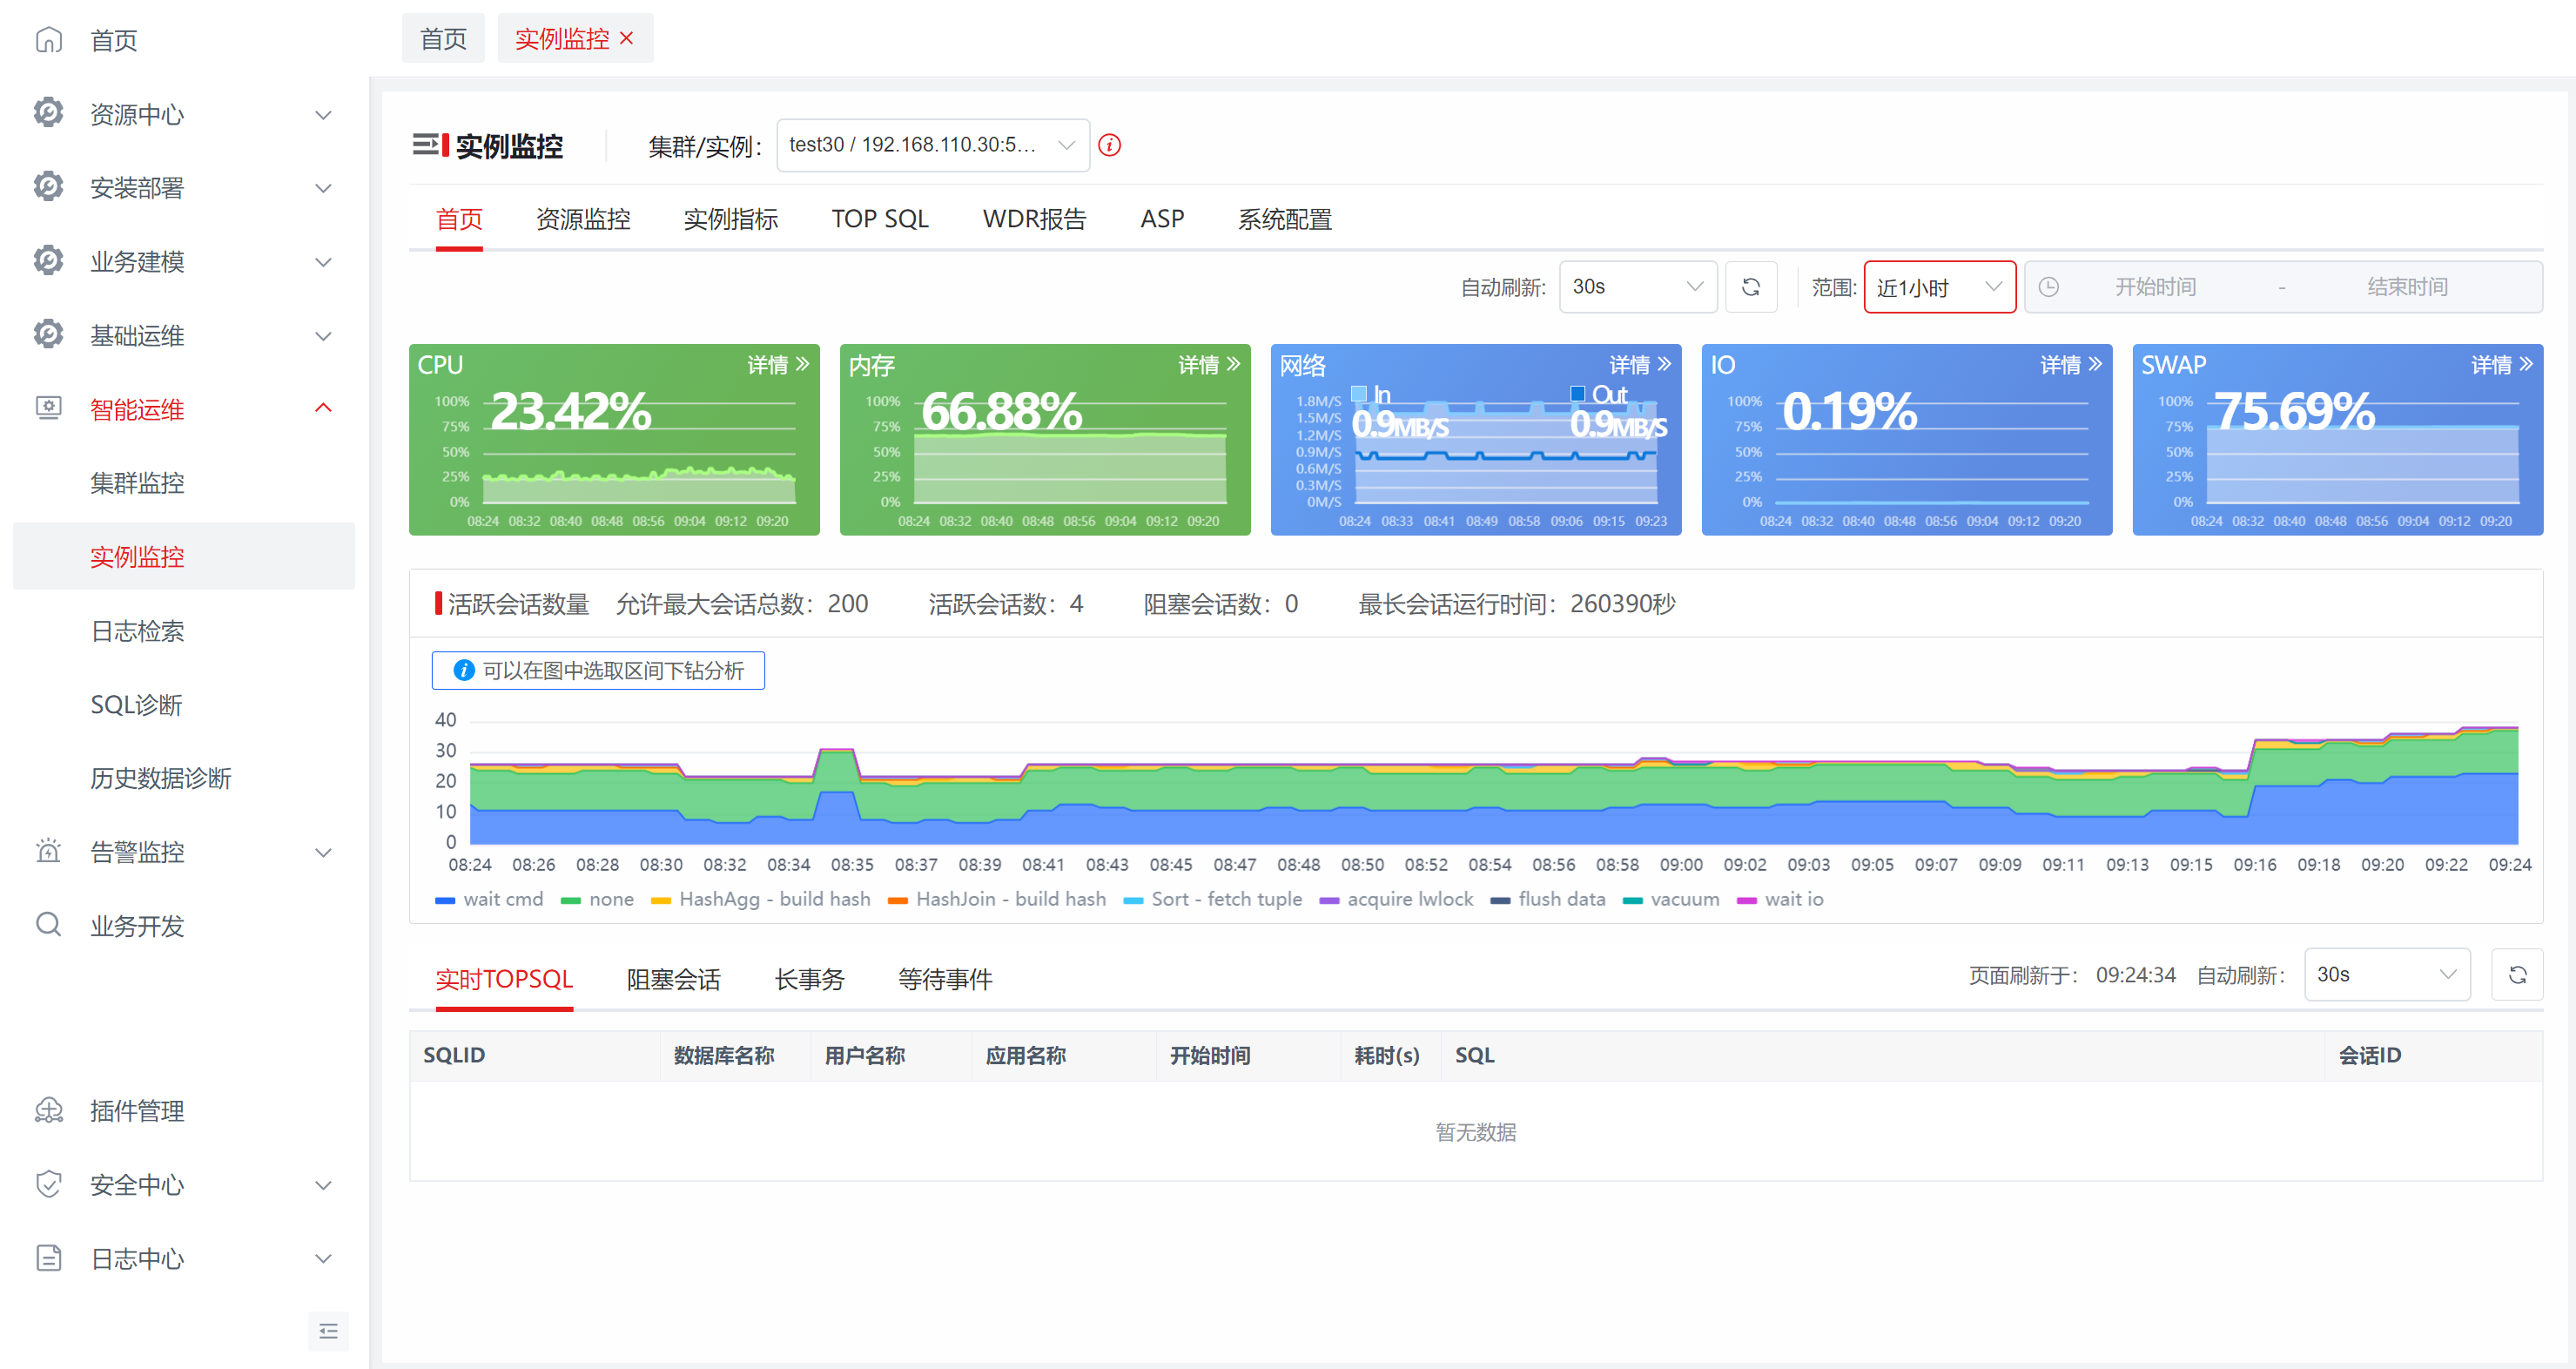 首页
资源中心
安装部署
业务建模
基础运维
智能运维
集群监控
实例监控
日志检索
SQL诊断
历史数据诊断
告警监控
业务开发
插件管理
安全中心
日志中心
首页 实例监控
实例监控 集群/实例： test30 / 192.168.110.30:5...
首页 资源监控 实例指标 TOP SQL WDR报告 ASP 系统配置
自动刷新: 30s 范围: 近1小时 开始时间 - 结束时间
CPU 详情
23.42%
100%
75%
50%
25%
0%
08:24 08:32 08:40 08:48 08:56 09:04 09:12 09:20
内存 详情
66.88%
100%
75%
50%
25%
0%
08:24 08:32 08:40 08:48 08:56 09:04 09:12 09:20
网络 详情
In Out
0.9MB/S 0.9MB/S
1.8M/S
1.5M/S
1.2M/S
0.9M/S
0.6M/S
0.3M/S
0M/S
08:24 08:33 08:41 08:49 08:58 09:06 09:15 09:23
IO 详情
0.19%
100%
75%
50%
25%
0%
08:24 08:32 08:40 08:48 08:56 09:04 09:12 09:20
SWAP 详情
75.69%
100%
75%
50%
25%
0%
08:24 08:32 08:40 08:48 08:56 09:04 09:12 09:20
活跃会话数量 允许最大会话总数：200 活跃会话数：4 阻塞会话数：0 最长会话运行时间：260390秒
可以在图中选取区间下钻分析
40
30
20
10
0
08:24 08:26 08:28 08:30 08:32 08:34 08:35 08:37 08:39 08:41 08:43 08:45 08:47 08:48 08:50 08:52 08:54 08:56 08:58 09:00 09:02 09:03 09:05 09:07 09:09 09:11 09:13 09:15 09:16 09:18 09:20 09:22 09:24
wait cmd none HashAgg - build hash HashJoin - build hash Sort - fetch tuple acquire lwlock flush data vacuum wait io
实时TOPSQL 阻塞会话 长事务 等待事件 页面刷新于： 09:24:34 自动刷新： 30s
SQLID 数据库名称 用户名称 应用名称 开始时间 耗时(s) SQL 会话ID
暂无数据